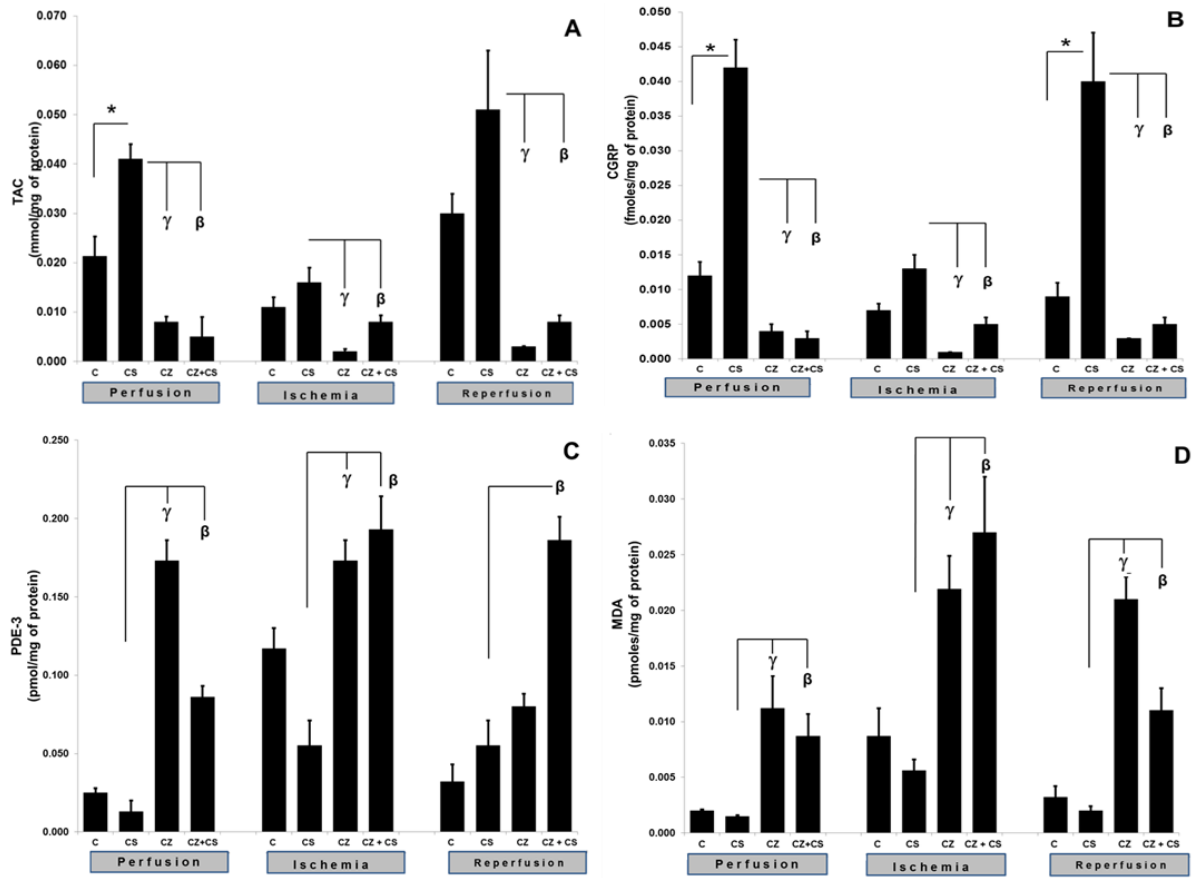 A
TAC
(mmol/mg of protein)
0.070
0.060
0.050
0.040
0.030
0.020
0.010
0.000
*
γ
β
γ
β
γ
β
C CS CZ CZ+CS
C CS CZ CZ + CS
C CS CZ CZ + CS
Perfusion
Ischemia
Reperfusion
B
CGRP
(fmoles/mg of protein)
0.050
0.045
0.040
0.035
0.030
0.025
0.020
0.015
0.010
0.005
0.000
*
γ
β
γ
β
*
γ
β
C CS CZ CZ+CS
C CS CZ CZ + CS
C CS CZ CZ + CS
Perfusion
Ischemia
Reperfusion
C
PDE-3
(pmol/mg of protein)
0.250
0.200
0.150
0.100
0.050
0.000
γ
β
γ
β
β
C CS CZ CZ+CS
C CS CZ CZ + CS
C CS CZ CZ + CS
Perfusion
Ischemia
Reperfusion
D
MDA
(pmoles/mg of protein)
0.035
0.030
0.025
0.020
0.015
0.010
0.005
0.000
γ
β
γ
β
γ
β
C CS CZ CZ+CS
C CS CZ CZ + CS
C CS CZ CZ + CS
Perfusion
Ischemia
Reperfusion